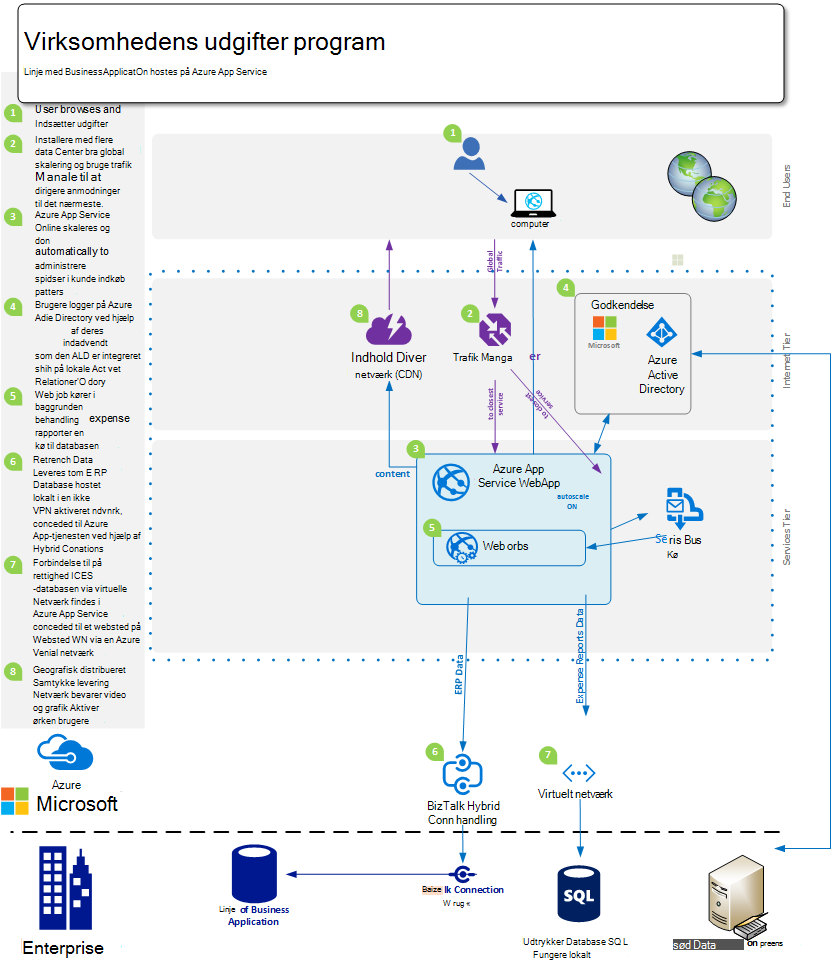 Virksomhedens udgifter program
Linje med BusinessApplicatOn hostes på Azure App Service
1
User browses and
Indsætter udgifter
2
Installere med flere
data Center bra global
skalering og bruge trafik
Manale til at
dirigere anmodninger
til det nærmeste.
3
Azure App Service
Online skaleres og
don
automatically to
administrere
spidser i kunde indkøb
patters
4
Brugere logger på Azure
Adie Directory ved hjælp
af deres
indadvendt
som den ALD er integreret
shih på lokale Act vet
Relationer'O dory
5
Web job kører i
baggrunden
behandling expense
rapporter en
kø til databasen
6
Retrench Data
Leveres tom E RP
Database hostet
lokalt i en ikke
VPN aktiveret ndvnrk,
conceded til Azure
App-tjenesten ved hjælp af
Hybrid Conations
7
Forbindelse til på
rettighed ICES
-databasen via virtuelle
Netværk findes i
Azure App Service
conceded til et websted på
Websted WN via en Azure
Venial netværk
8
Geografisk distribueret
Samtykke levering
Netværk bevarer video
og grafik Aktiver
ørken brugere
1
computer
End Users
Global
Traffic
8
Indhold Diver
netværk (CDN)
2
Trafik Manga
er
4
Godkendelse
Microsoft
Azure
Active
Directory
Internet Tier
to closest
service
to closest
service
content
3
Azure App
Service WebApp
autoscale
ON
5
Web orbs
Seris Bus
Kø
Services Tier
ERP Data
Expense Reports Data
6
BizTalk Hybrid
Conn handling
7
Virtuelt netværk
Azure
Microsoft
Enterprise
Linje of Business
Application
Baize lk Connection
W rug «
SQL
Udtrykker Database SQ L
Fungere lokalt
sød Data on preens